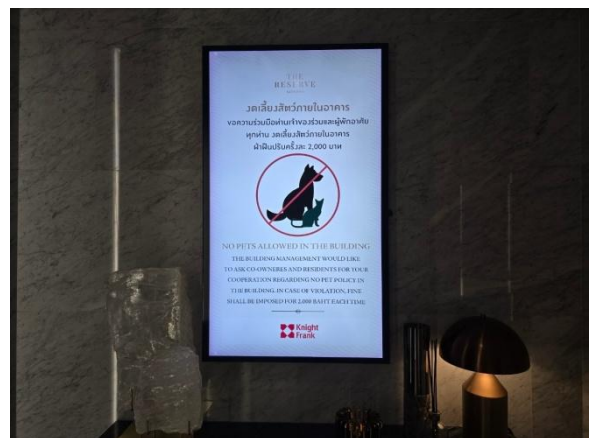 THE
RESERVE
งดเลี้ยงสัตว์ภายในอาคาร
ขอความร่วมมือท่านเจ้าของร่วมและผู้พักอาศัย
ทุกท่าน งดเลี้ยงสัตว์ภายในอาคาร
ฝ่าฝืนปรับครั้งละ 2,000 บาท
NO PETS ALLOWED IN THE BUILDING
THE BUILDING MANAGEMENT WOULD LIKE
TO ASK CO-OWNERES AND RESIDENTS FOR YOUR
COOPERATION REGARDING NO PET POLICY IN
THE BUILDING. IN CASE OF VIOLATION, FINE
SHALL BE IMPOSED FOR 2,000 BAHT EACH TIME
Knight
Frank